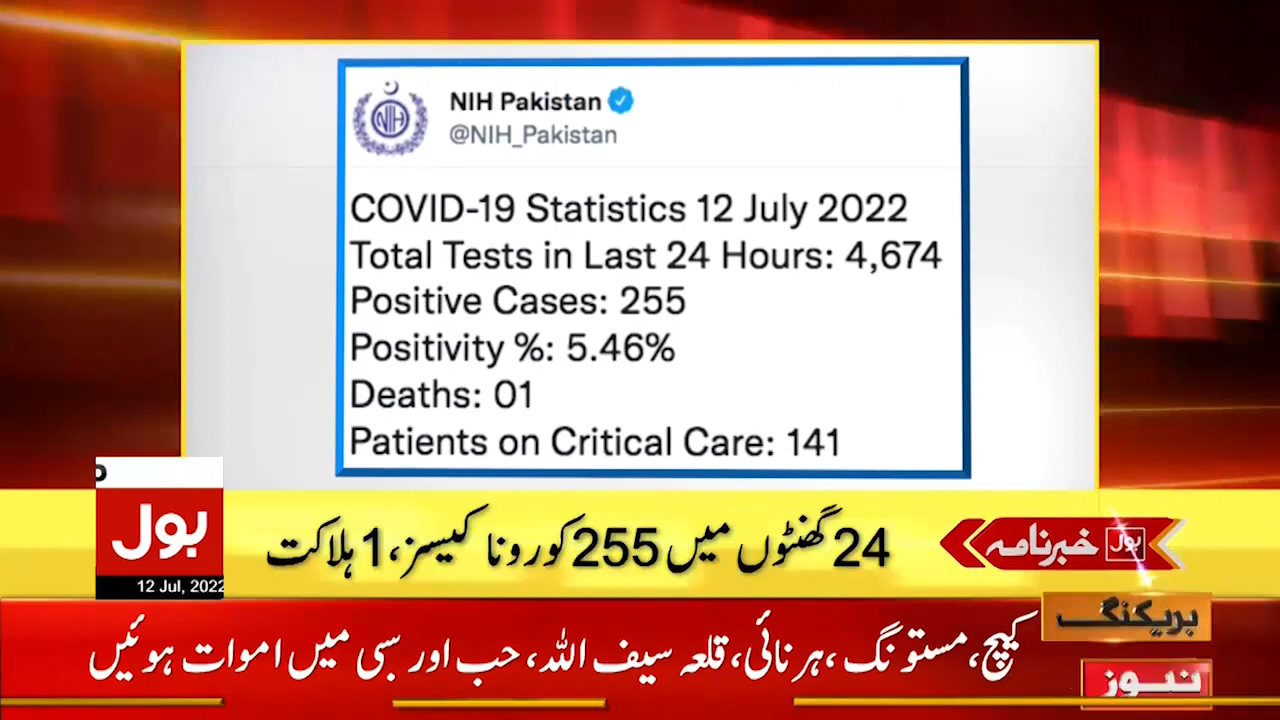 NIH
NIH Pakistan
@NIH_Pakistan
COVID-19 Statistics 12 July 2022
Total Tests in Last 24 Hours: 4,674
Positive Cases: 255
Positivity %: 5.46%
Deaths: 01
Patients on Critical Care: 141
بول
12 Jul, 2022
24 گھنٹوں میں 255 کورونا کیسز، 1 ہلاکت
بول خبرنامہ
بریکنگ
نیوز
کیچ، مستونگ، ہرنائی، قلعہ سیف اللہ، حب اور سبی میں اموات ہوئیں